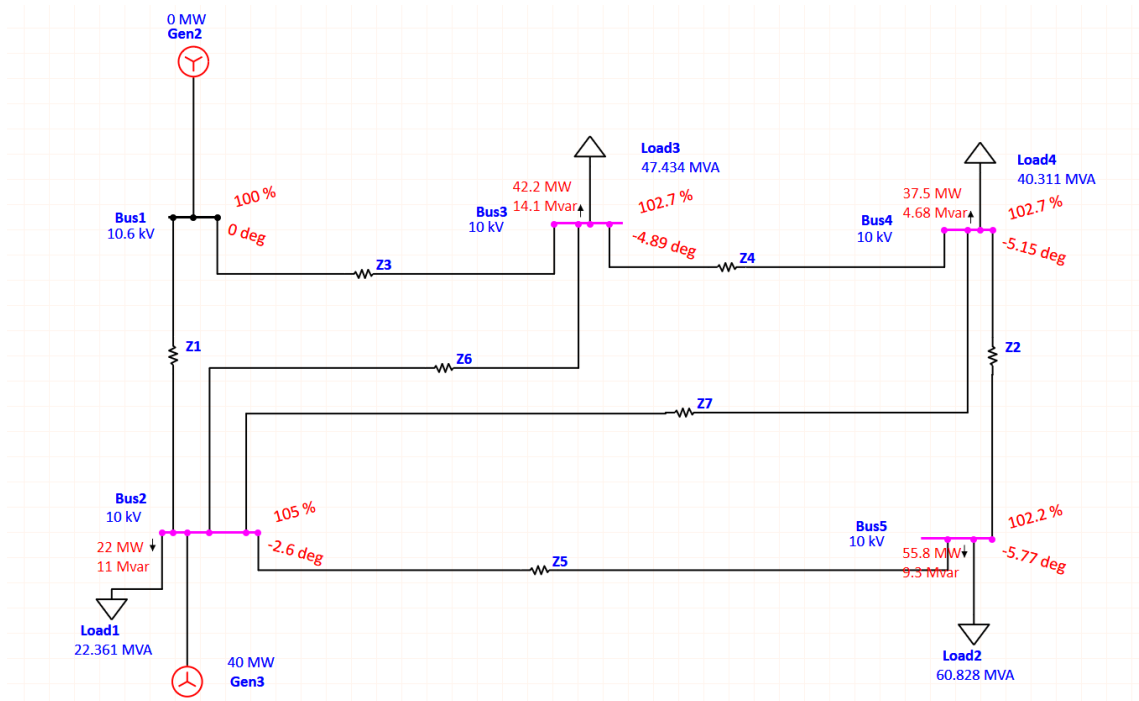 0 MW
Gen2
Bus1
10.6 kV
100 %
0 deg
Z3
Z1
Load3
47.434 MVA
42.2 MW
14.1 Mvar
Bus3
10 kV
102.7 %
-4.89 deg
Z4
Load4
40.311 MVA
37.5 MW
4.68 Mvar
Bus4
10 kV
102.7 %
-5.15 deg
Z2
Z6
Z7
Bus2
10 kV
105 %
-2.6 deg
22 MW
11 Mvar
Load1
22.361 MVA
40 MW
Gen3
Z5
Bus5
10 kV
102.2 %
-5.77 deg
55.8 MW
9.3 Mvar
Load2
60.828 MVA